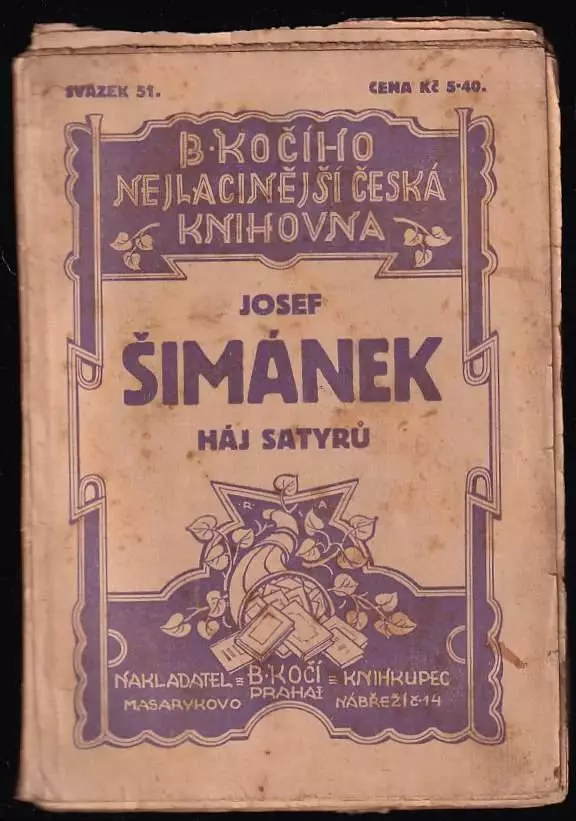 SVAZEK 51.
CENA KČ 5·40.
B·KOČÍHO
NEJLACINĚJŠÍ ČESKÁ
KNIHOVNA
JOSEF
ŠIMÁNEK
HÁJ SATYRŮ
R. A
NAKLADATEL = B·KOČÍ = KNIHKUPEC
PRAHA I
MASARYKOVO NÁBŘEŽÍ č·14